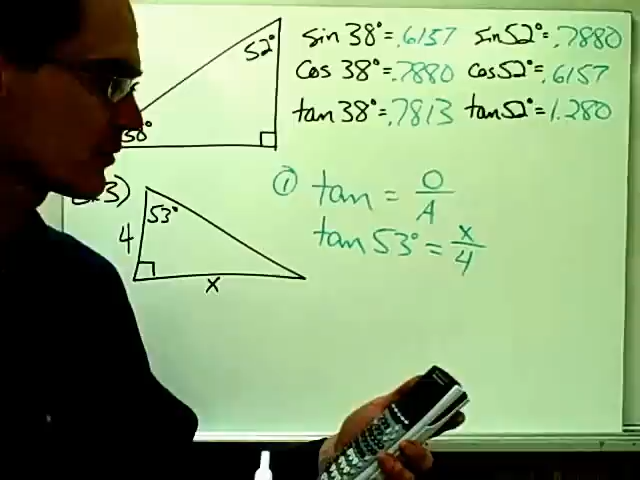 52°
38°
sin 38° = .6157 sin 52° = .7880
cos 38° = .7880 cos 52° = .6157
tan 38° = .7813 tan 52° = 1.280
3)
53°
4
x
① tan = O/A
tan 53° = x/4